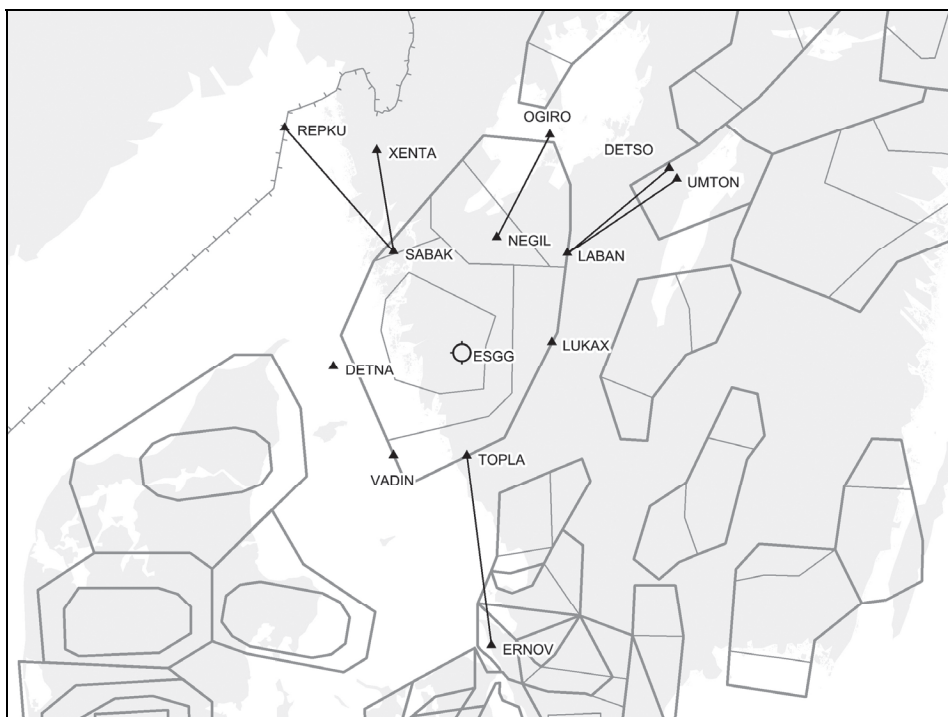 OGIRO
REPKU
XENTA
DETSO
UMTON
NEGIL
SABAK
LABAN
LUKAX
ESGG
DETNA
TOPLA
VADIN
ERNOV